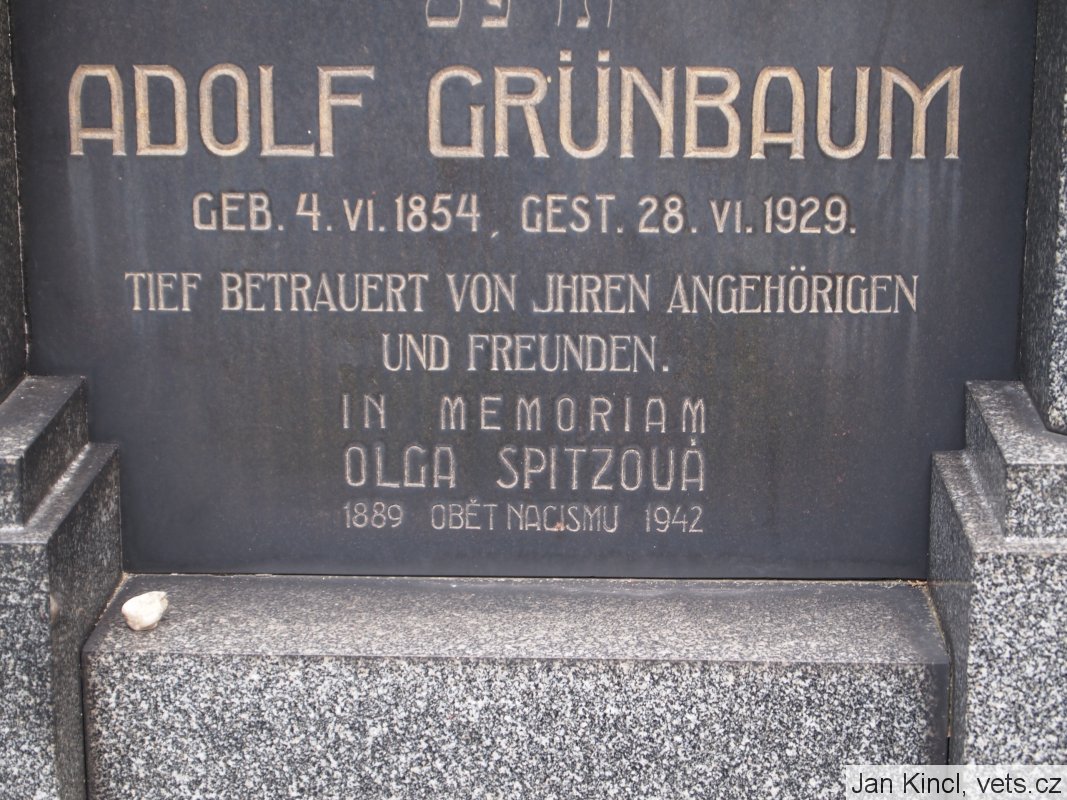 ADOLF GRÜNBAUM
GEB. 4. VI. 1854, GEST. 28. VI. 1929.
TIEF BETRAUERT VON JHREN ANGEHÖRIGEN
UND FREUNDEN.
IN MEMORIAM
OLGA SPITZOVÁ
1889 OBĚT NACISMU 1942
Jan Kincl, vets.cz